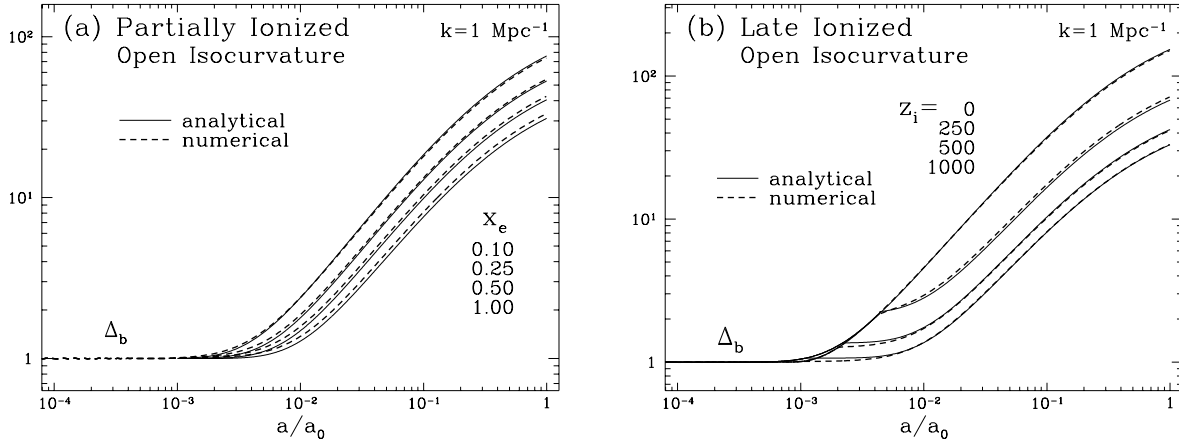 (a) Partially Ionized
Open Isocurvature
k=1 Mpc⁻¹
analytical
numerical
x_e
0.10
0.25
0.50
1.00
Δ_b
10²
10¹
1
10⁻⁴
10⁻³
10⁻²
10⁻¹
1
a/a₀
(b) Late Ionized
Open Isocurvature
k=1 Mpc⁻¹
z_i= 0
250
500
1000
analytical
numerical
Δ_b
10²
10¹
1
10⁻⁴
10⁻³
10⁻²
10⁻¹
1
a/a₀